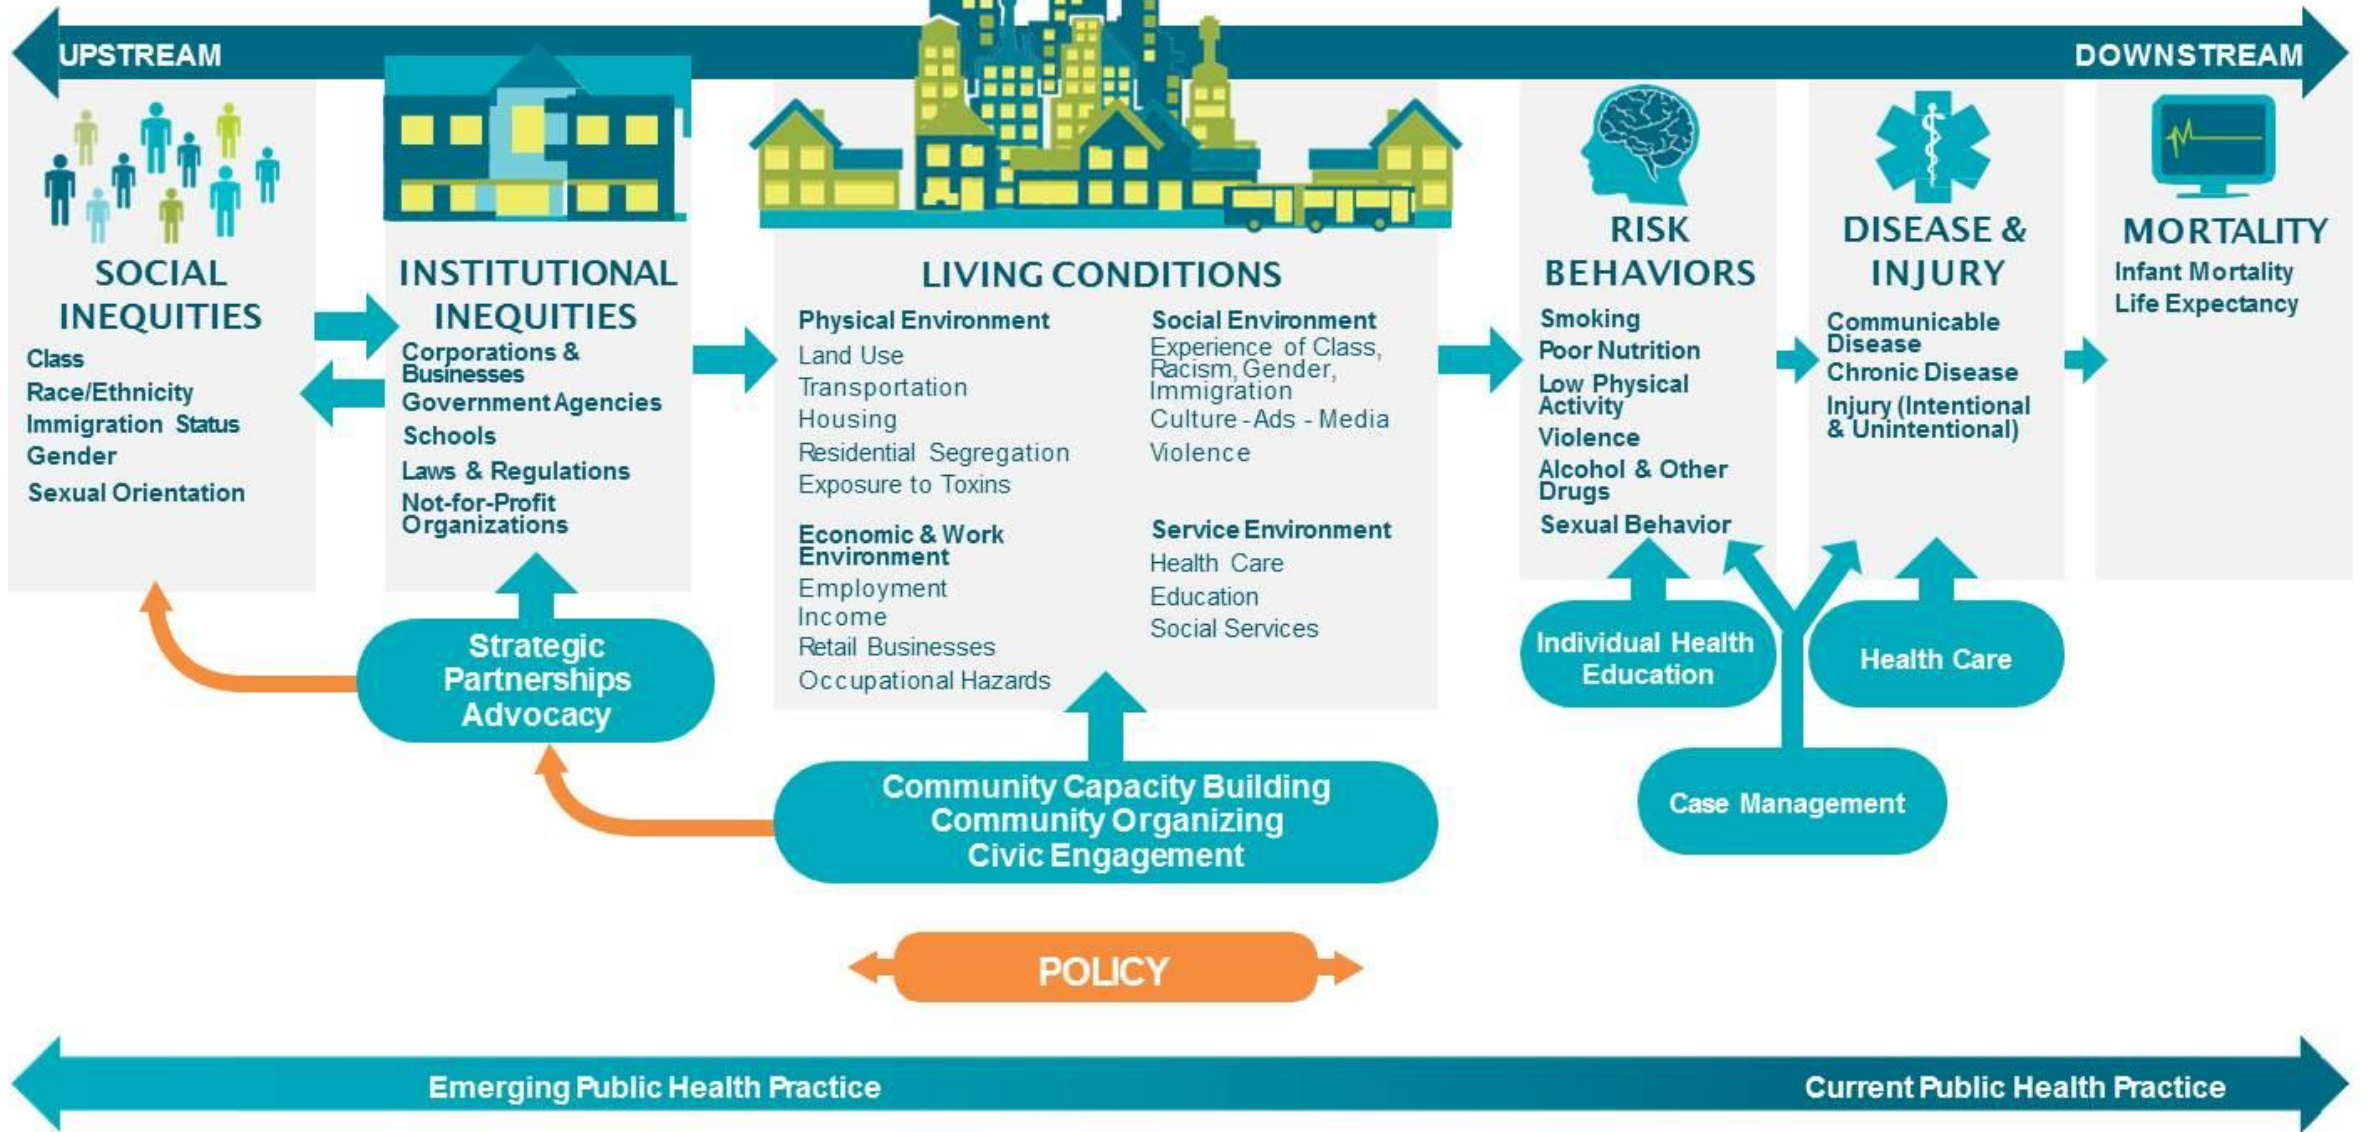 UPSTREAM
DOWNSTREAM
SOCIAL
INEQUITIES
Class
Race/Ethnicity
Immigration Status
Gender
Sexual Orientation
INSTITUTIONAL
INEQUITIES
Corporations &
Businesses
Government Agencies
Schools
Laws & Regulations
Not-for-Profit
Organizations
LIVING CONDITIONS
Physical Environment
Land Use
Transportation
Housing
Residential Segregation
Exposure to Toxins
Economic & Work
Environment
Employment
Income
Retail Businesses
Occupational Hazards
Social Environment
Experience of Class,
Racism, Gender,
Immigration
Culture - Ads - Media
Violence
Service Environment
Health Care
Education
Social Services
RISK
BEHAVIORS
Smoking
Poor Nutrition
Low Physical
Activity
Violence
Alcohol & Other
Drugs
Sexual Behavior
DISEASE &
INJURY
Communicable
Disease
Chronic Disease
Injury (Intentional
& Unintentional)
MORTALITY
Infant Mortality
Life Expectancy
Strategic
Partnerships
Advocacy
Community Capacity Building
Community Organizing
Civic Engagement
Individual Health
Education
Health Care
Case Management
POLICY
Emerging Public Health Practice
Current Public Health Practice